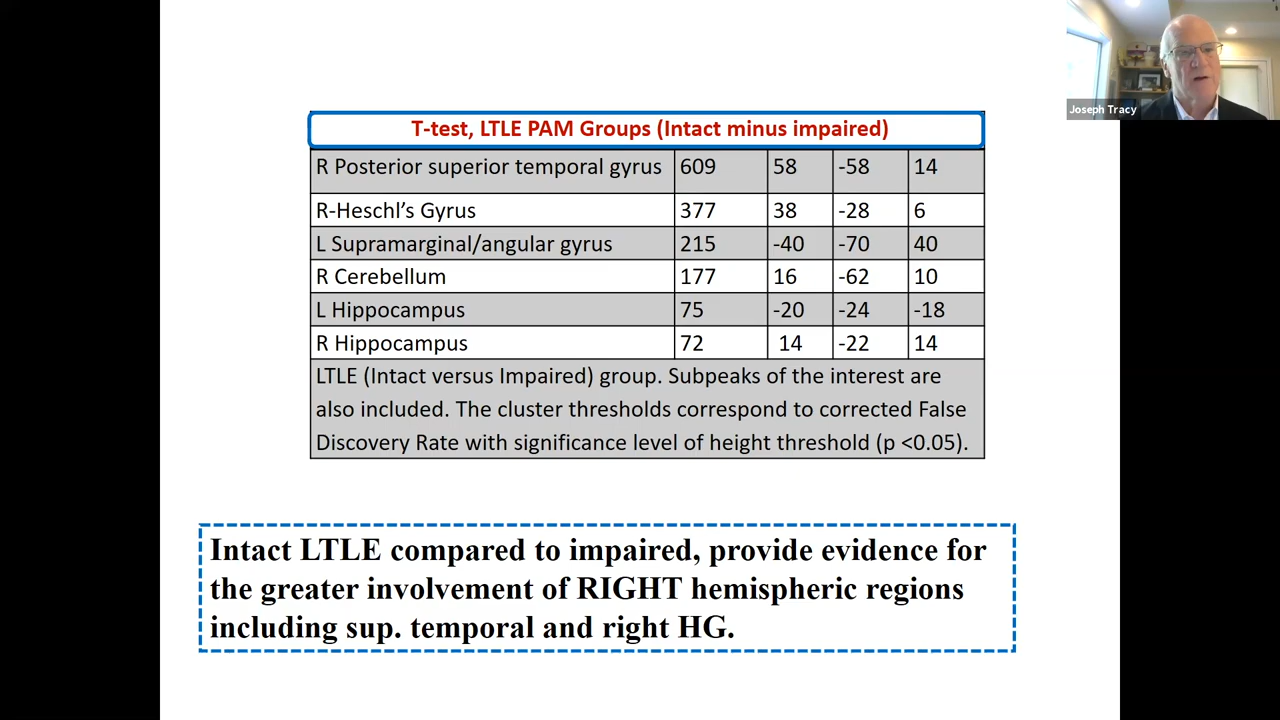 Joseph Tracy
T-test, LTLE PAM Groups (Intact minus impaired)
R Posterior superior temporal gyrus 609 58 -58 14
R-Heschl's Gyrus 377 38 -28 6
L Supramarginal/angular gyrus 215 -40 -70 40
R Cerebellum 177 16 -62 10
L Hippocampus 75 -20 -24 -18
R Hippocampus 72 14 -22 14
LTLE (Intact versus Impaired) group. Subpeaks of the interest are
also included. The cluster thresholds correspond to corrected False
Discovery Rate with significance level of height threshold (p <0.05).
Intact LTLE compared to impaired, provide evidence for
the greater involvement of RIGHT hemispheric regions
including sup. temporal and right HG.